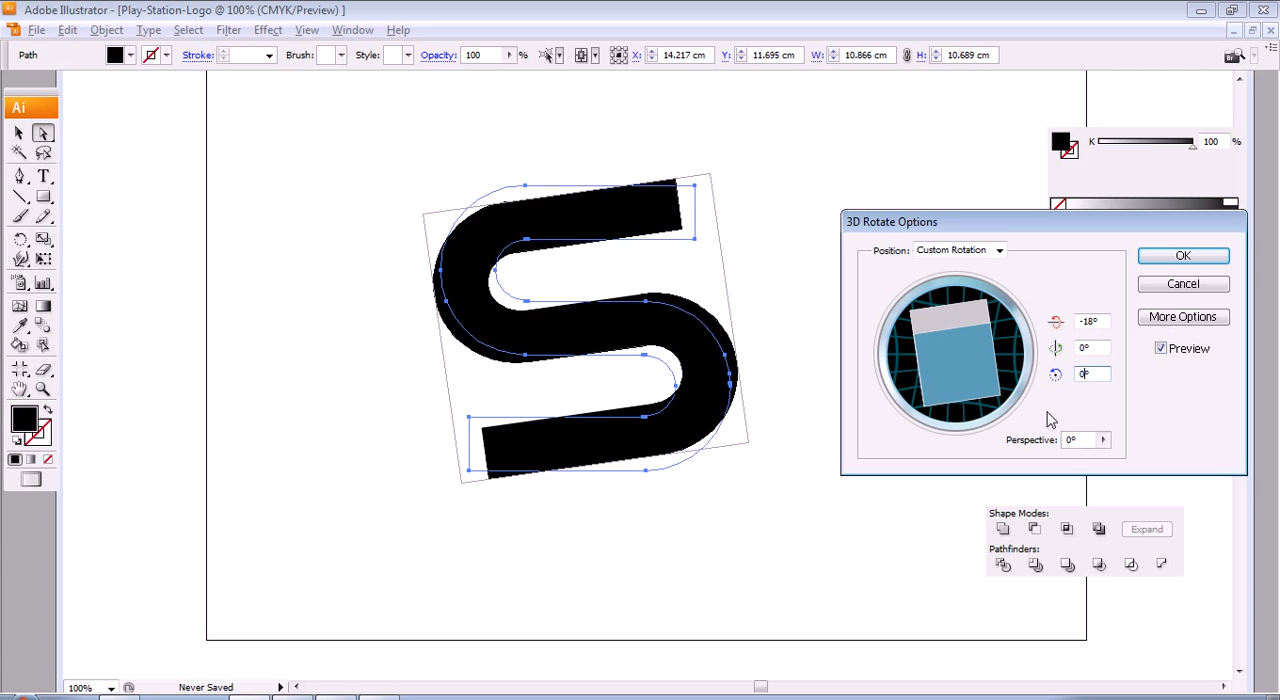 Adobe Illustrator - [Play-Station-Logo @ 100% (CMYK/Preview) ]
File Edit Object Type Select Filter Effect View Window Help
Path Stroke: Brush: Style: Opacity: 100 % X: 14.217 cm Y: 11.695 cm W: 10.866 cm H: 10.689 cm Br
Ai
T
K 100 %
3D Rotate Options
Position: Custom Rotation
OK
Cancel
More Options
Preview
-18°
0°
0°
Perspective: 0°
Shape Modes:
Expand
Pathfinders:
100% Never Saved